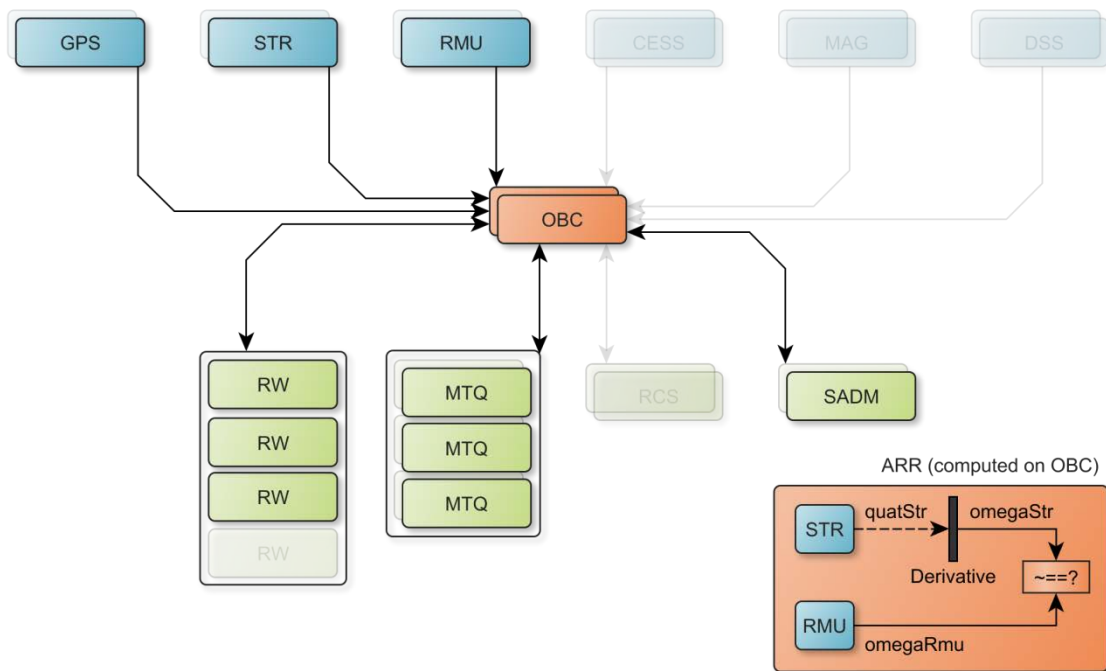 GPS
STR
RMU
CESS
MAG
DSS
OBC
RW
RW
RW
RW
MTQ
MTQ
MTQ
RCS
SADM
ARR (computed on OBC)
STR
quatStr
omegaStr
Derivative
~==?
RMU
omegaRmu